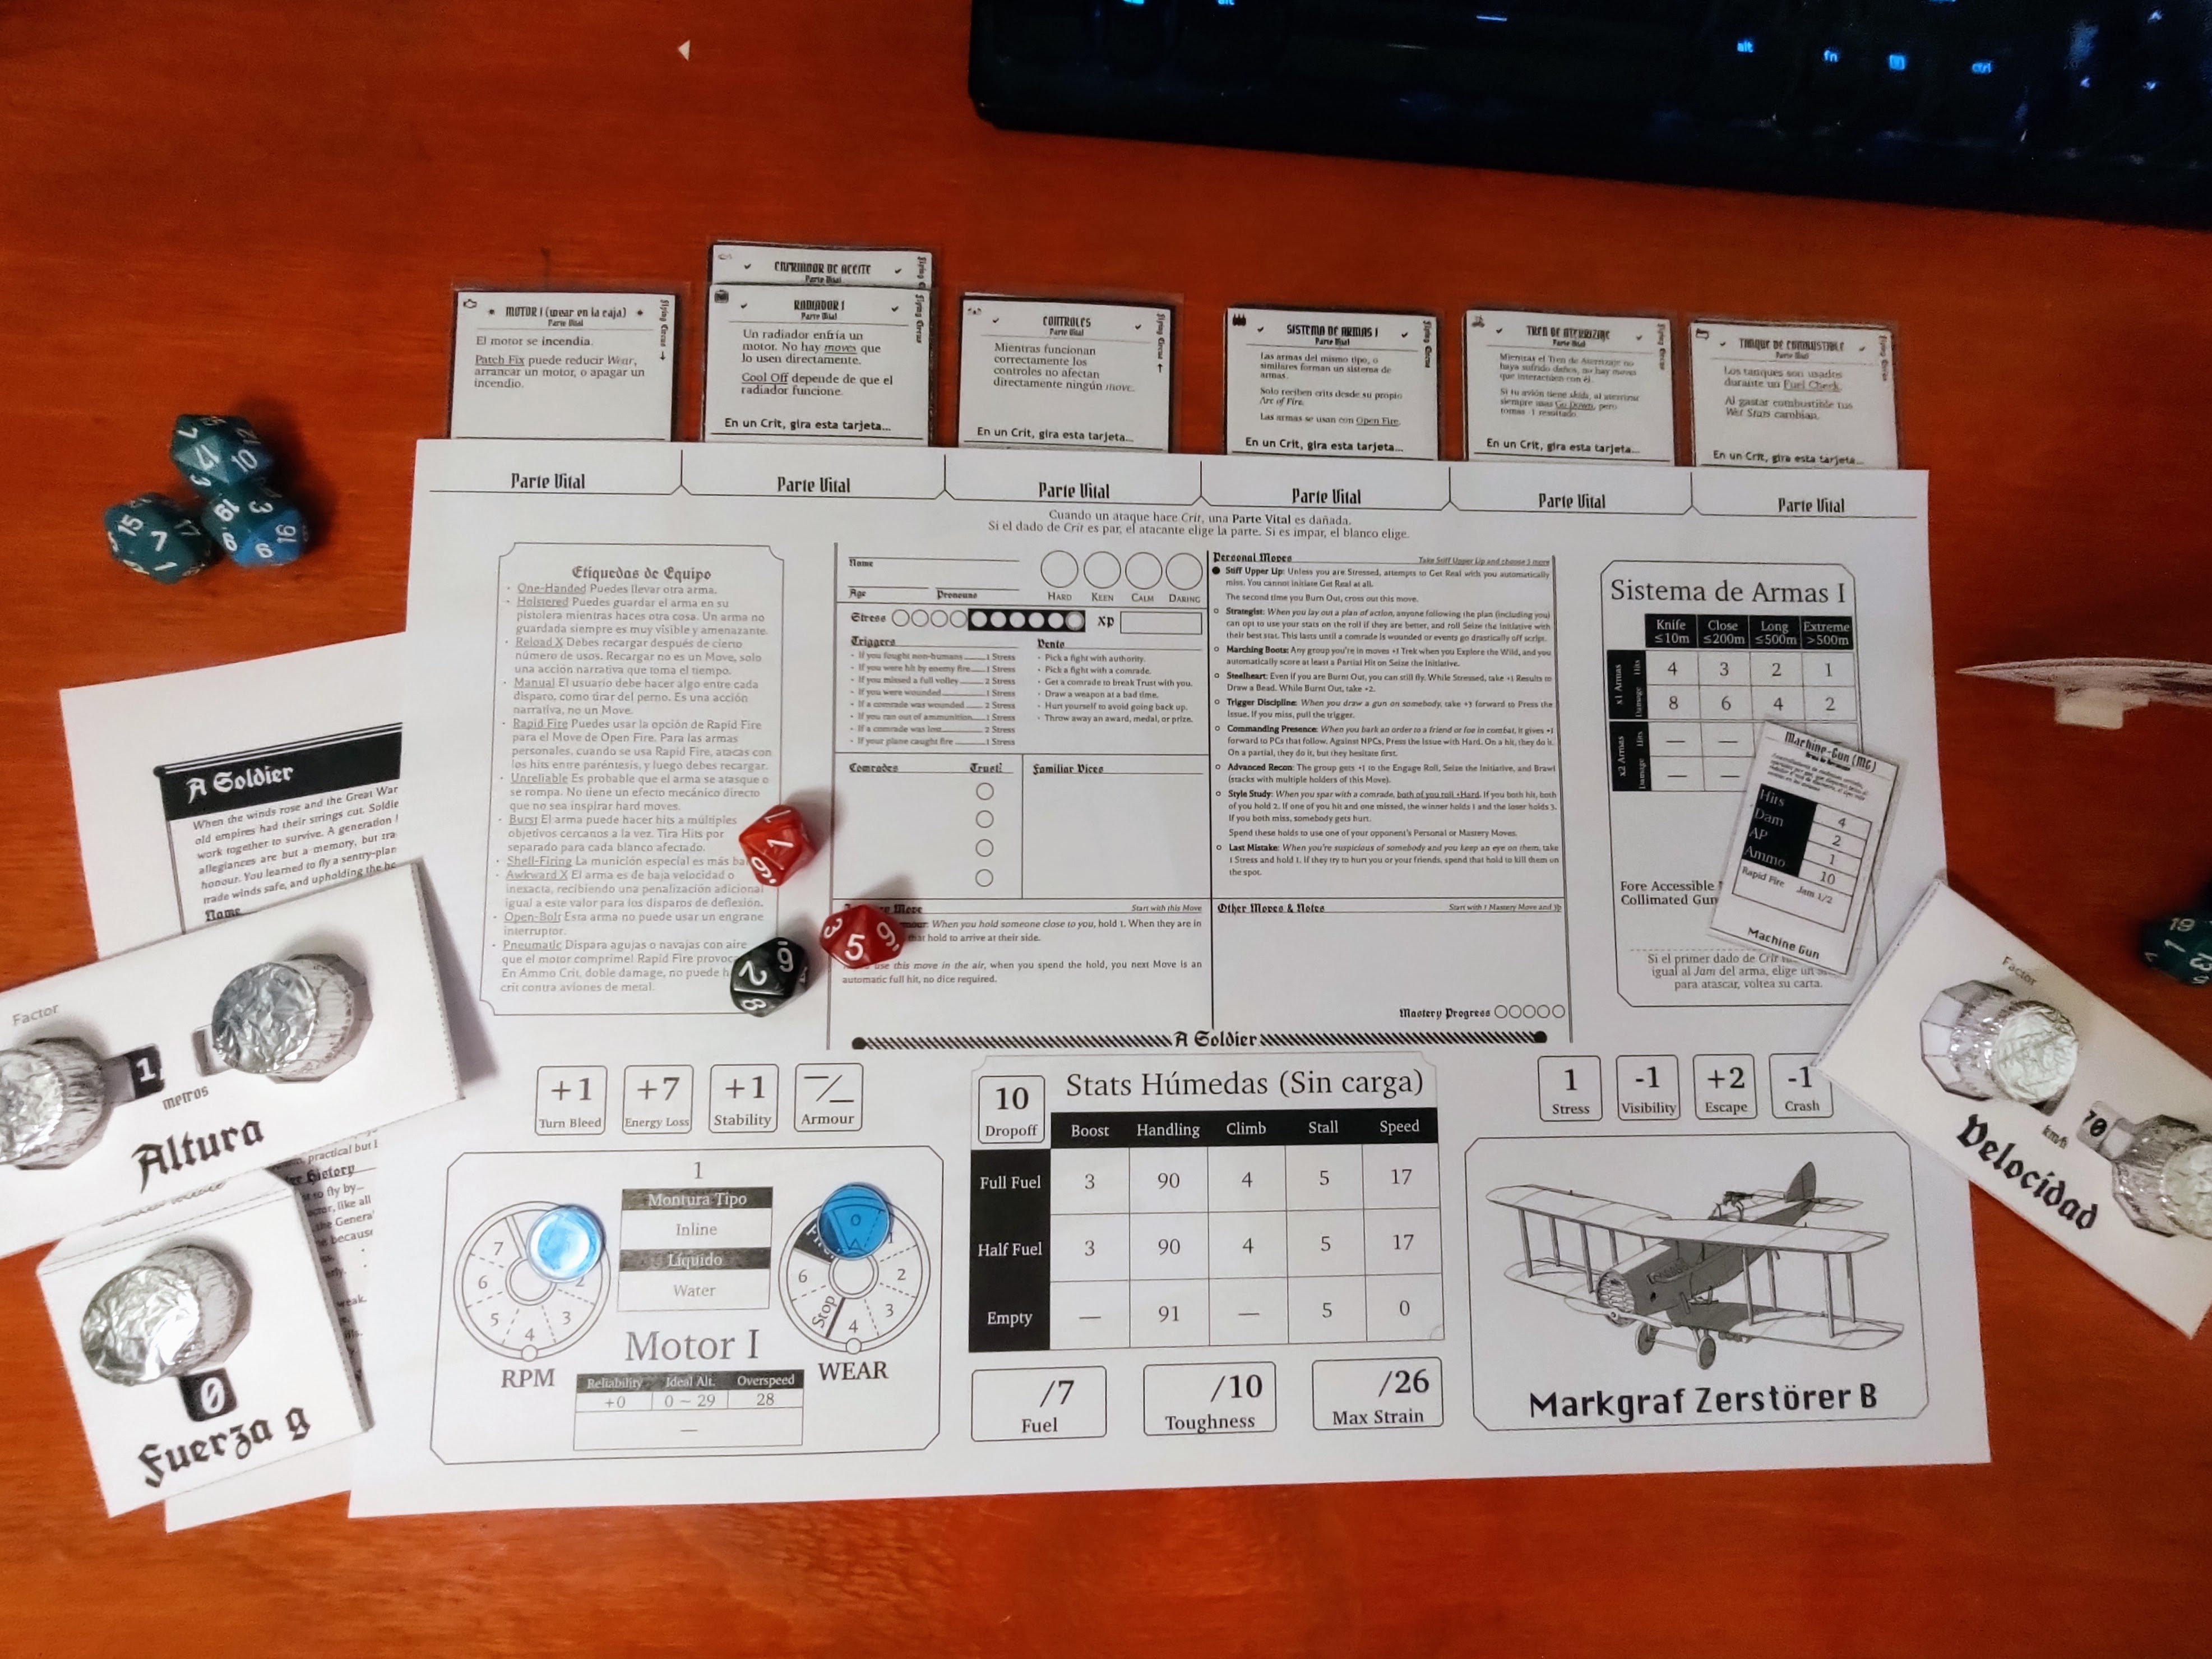 alt
fn
ctrl
ENFRIADOR DE ACEITE
Parte Vital
MOTOR I (wear en la caja)
Parte Vital
El motor se incendia.
Patch Fix puede reducir Wear,
arrancar un motor, o apagar un
incendio.
Flying Circus
RADIADOR I
Parte Vital
Un radiador enfría un
motor. No hay moves que
lo usen directamente.
Cool Off depende de que el
radiador funcione.
En un Crit, gira esta tarjeta...
Flying Circus
CONTROLES
Parte Vital
Mientras funcionan
correctamente los
controles no afectan
directamente ningún move.
En un Crit, gira esta tarjeta...
Flying Circus
SISTEMA DE ARMAS I
Parte Vital
Las armas del mismo tipo, o
similares forman un sistema de
armas.
Solo reciben crits desde su propio
Arc of Fire.
Las armas se usan con Open Fire.
En un Crit, gira esta tarjeta...
Flying Circus
TREN DE ATERRIZAJE
Parte Vital
Mientras el Tren de Aterrizaje no
haya sufrido daños, no hay moves
que interactúen con él.
Si tu avión tiene skids, al aterrizar
siempre usas Go Down, pero
tomas -1 resultado.
En un Crit, gira esta tarjeta...
Flying Circus
TANQUE DE COMBUSTIBLE
Parte Vital
Los tanques son usados
durante un Fuel Check.
Al gastar combustible tus
Wet Stats cambian.
En un Crit, gira esta tarjeta...
Flying Circus
Parte Vital
Parte Vital
Parte Vital
Parte Vital
Parte Vital
Parte Vital
Cuando un ataque hace Crit, una Parte Vital es dañada.
Si el dado de Crit es par, el atacante elige la parte. Si es impar, el blanco elige.
Etiquedas de Equipo
· One-Handed Puedes llevar otra arma.
· Holstered Puedes guardar el arma en su
pistolera mientras haces otra cosa. Un arma no
guardada siempre es muy visible y amenazante.
· Reload X Debes recargar después de cierto
número de usos. Recargar no es un Move, solo
una acción narrativa que toma el tiempo.
· Manual El usuario debe hacer algo entre cada
disparo, como tirar del perno. Es una acción
narrativa, no un Move.
· Rapid Fire Puedes usar la opción de Rapid Fire
para el Move de Open Fire. Para las armas
personales, cuando se usa Rapid Fire, atacas con
los hits entre paréntesis, y luego debes recargar.
· Unreliable Es probable que el arma se atasque o
se rompa. No tiene un efecto mecánico directo
que no sea inspirar hard moves.
· Burst El arma puede hacer hits a múltiples
objetivos cercanos a la vez. Tira Hits por
separado para cada blanco afectado.
· Shell-Firing La munición especial es más
· Awkward X El arma es de baja velocidad o
inexacta, recibiendo una penalización adicional
igual a este valor para los disparos de deflexión.
· Open-Bolt Esta arma no puede usar un engrane
interruptor.
· Pneumatic Dispara agujas o navajas con aire
que el motor comprime! Rapid Fire
En Ammo Crit, doble damage, no puede
crit contra aviones de metal.
Name
Age
Pronouns
HARD
KEEN
CALM
DARING
Stress
XP
Triggers
· If you fought non-humans 1 Stress
· If you were hit by enemy fire 1 Stress
· If you missed a full volley 2 Stress
· If you were wounded 1 Stress
· If a comrade was wounded 2 Stress
· If you ran out of ammunition 1 Stress
· If a comrade was lost 2 Stress
· If your plane caught fire 1 Stress
Vents
· Pick a fight with authority.
· Pick a fight with a comrade.
· Get a comrade to break Trust with you.
· Draw a weapon at a bad time.
· Hurt yourself to avoid going back up.
· Throw away an award, medal, or prize.
Comrades
Trust?
Familiar Vices
Start with this Move
When you hold someone close to you, hold 1. When they are in
that hold to arrive at their side.
use this move in the air, when you spend the hold, you next Move is an
automatic full hit, no dice required.
Personal Moves
Take Stiff Upper Lip and choose 2 more
Stiff Upper Lip: Unless you are Stressed, attempts to Get Real with you automatically
miss. You cannot initiate Get Real at all.
The second time you Burn Out, cross out this move.
Strategist: When you lay out a plan of action, anyone following the plan (including you)
can opt to use your stats on the roll if they are better, and roll Seize the Initiative with
their best stat. This lasts until a comrade is wounded or events go drastically off script.
Marching Boots: Any group you're in moves +1 Trek when you Explore the Wild, and you
automatically score at least a Partial Hit on Seize the Initiative.
Steelheart: Even if you are Burnt Out, you can still fly. While Stressed, take +1 Results to
Draw a Bead. While Burnt Out, take +2.
Trigger Discipline: When you draw a gun on somebody, take +3 forward to Press the
Issue. If you miss, pull the trigger.
Commanding Presence: When you bark an order to a friend or foe in combat, it gives +1
forward to PCs that follow. Against NPCs, Press the Issue with Hard. On a hit, they do it.
On a partial, they do it, but they hesitate first.
Advanced Recon: The group gets +1 to the Engage Roll, Seize the Initiative, and Brawl
(stacks with multiple holders of this Move).
Style Study: When you spar with a comrade, both of you roll +Hard. If you both hit, both
of you hold 2. If one of you hit and one missed, the winner holds 1 and the loser holds 3.
If you both miss, somebody gets hurt.
Spend these holds to use one of your opponent's Personal or Mastery Moves.
Last Mistake: When you're suspicious of somebody and you keep an eye on them, take
1 Stress and hold 1. If they try to hurt you or your friends, spend that hold to kill them on
the spot.
Other Moves & Notes
Start with 1 Mastery Move and
Mastery Progress
A Soldier
Sistema de Armas I
Knife ≤10m
Close ≤200m
Long ≤500m
Extreme >500m
x1 Armas
Hits
4 3 2 1
Damage
8 6 4 2
x2 Armas
Hits
— —
Damage
— —
Fore Accessible
Collimated Gun
Si el primer dado de Crit
igual al Jam del arma, elige un
para atascar, voltea su carta.
Machine-Gun (MG)
Hits 4
Dam 2
AP 1
Ammo 10
Rapid Fire Jam 1/2
Machine Gun
A Soldier
When the winds rose and the Great War
old empires had their strings cut. Soldie
work together to survive. A generation
allegiances are but a memory, but tra
honour. You learned to fly a sentry-plan
trade winds safe, and upholding the
Name
Factor
1
metros
Altura
practical but
History
to fly by...
like all
the Genera
because
weak.
0
Fuerza g
Factor
70
km/h
Velocidad
+1
Turn Bleed
+7
Energy Loss
+1
Stability
—/—
Armour
10
Dropoff
Stats Húmedas (Sin carga)
Boost Handling Climb Stall Speed
Full Fuel 3 90 4 5 17
Half Fuel 3 90 4 5 17
Empty — 91 — 5 0
1
Stress
-1
Visibility
+2
Escape
-1
Crash
1
Montura Tipo
Inline
Líquido
Water
7
6
5
4
3
2
RPM
Motor I
0
1
2
3
4
Stop
6
WEAR
Reliability Ideal Alt. Overspeed
+0 0 – 29 28
—
/7
Fuel
/10
Toughness
/26
Max Strain
Markgraf Zerstörer B
7
12
10
17
3
15
7
1
19
3
16
9
6
1
7
9
3
5
9
2
8
9
19
1
13